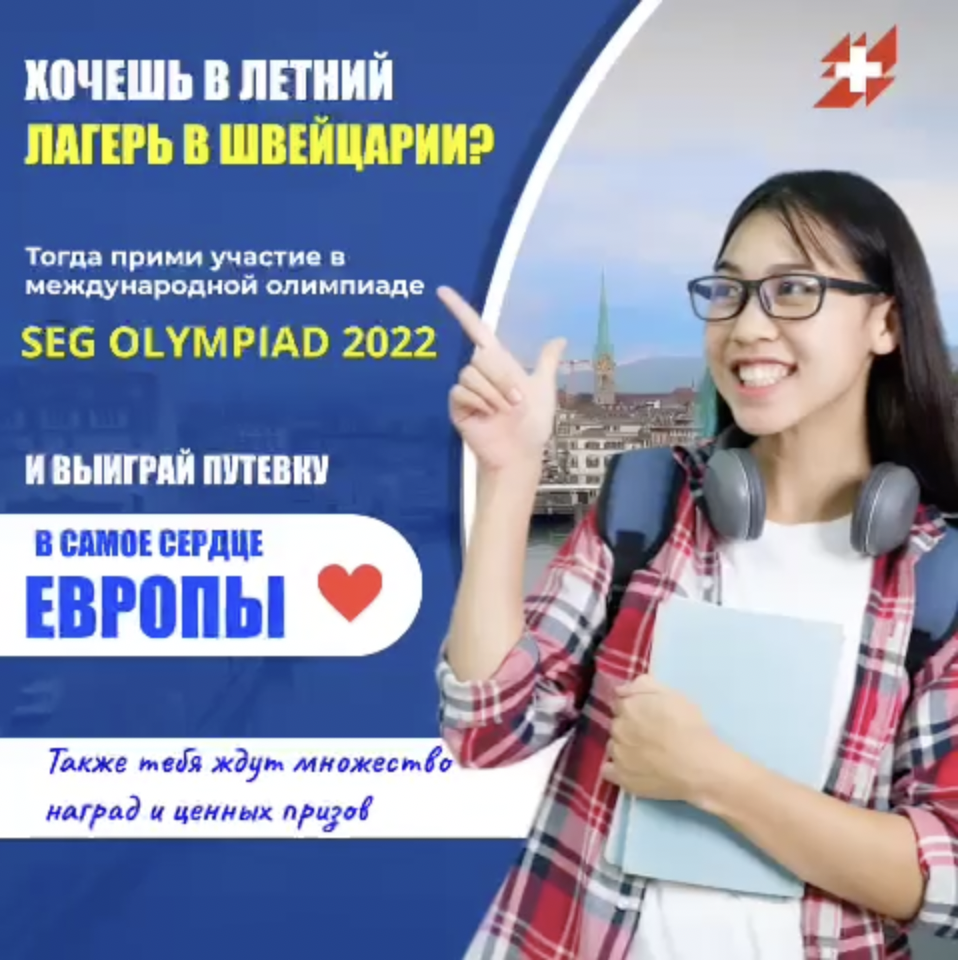 ХОЧЕШЬ В ЛЕТНИЙ
ЛАГЕРЬ В ШВЕЙЦАРИИ?
Тогда прими участие в
международной олимпиаде
SEG OLYMPIAD 2022
И ВЫИГРАЙ ПУТЕВКУ
В САМОЕ СЕРДЦЕ
ЕВРОПЫ
Также тебя ждут множество
наград и ценных призов